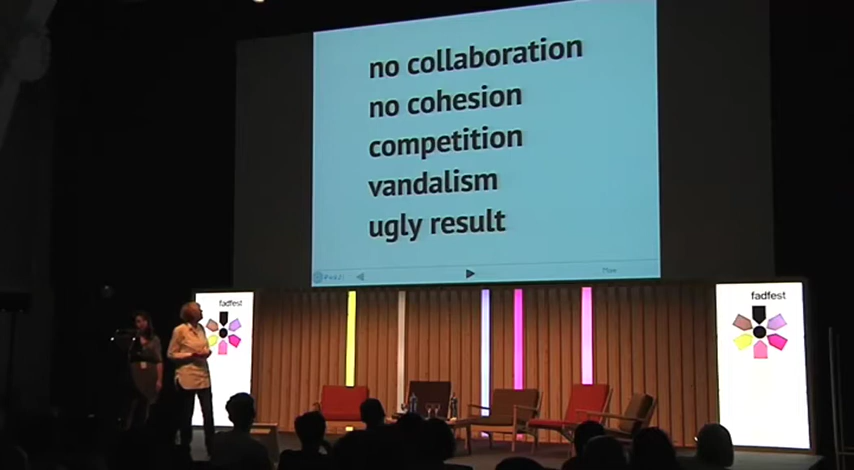 no collaboration
no cohesion
competition
vandalism
ugly result
fadfest
fadfest